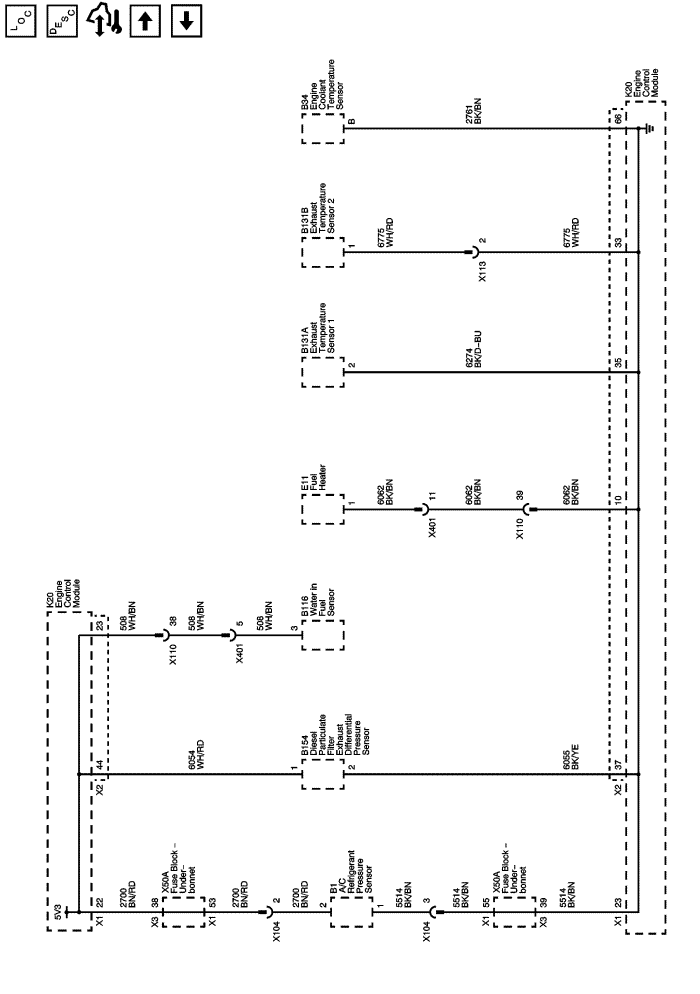 LOC
DESC
B34
Engine
Coolant
Temperature
Sensor
B
2761
BK/BN
66
K20
Engine
Control
Module
B131B
Exhaust
Temperature
Sensor 2
1
6775
WH/RD
2
X113
6775
WH/RD
33
B131A
Exhaust
Temperature
Sensor 1
2
6274
BK/D-BU
35
E11
Fuel
Heater
1
6062
BK/BN
11
X401
6062
BK/BN
39
X110
6062
BK/BN
10
K20
Engine
Control
Module
23
508
WH/BN
38
X110
508
WH/BN
5
X401
508
WH/BN
3
B116
Water in
Fuel
Sensor
44
X2
6054
WH/RD
1
B154
Diesel
Particulate
Filter
Exhaust
Differential
Pressure
Sensor
2
6055
BK/YE
37
X2
5V3
22
X1
2700
BN/RD
38
X3
X50A
Fuse Block –
Under-
bonnet
53
X1
2700
BN/RD
2
X104
2700
BN/RD
2
B1
A/C
Refrigerant
Pressure
Sensor
1
5514
BK/BN
3
X104
5514
BK/BN
55
X1
X50A
Fuse Block –
Under-
bonnet
39
X3
5514
BK/BN
23
X1